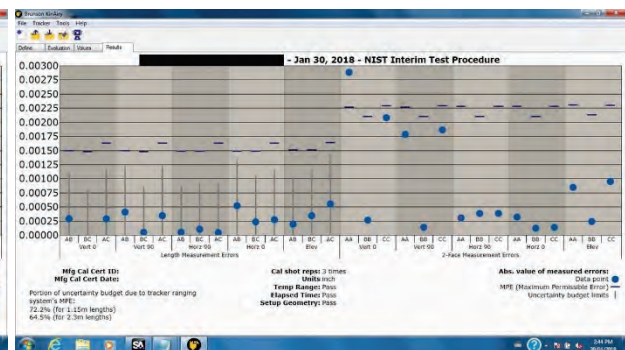 Brunson KinAiry
File Tracker Tools Help
Define Evaluation Values Results
- Jan 30, 2018 - NIST Interim Test Procedure
0.00300
0.00275
0.00250
0.00225
0.00200
0.00175
0.00150
0.00125
0.00100
0.00075
0.00050
0.00025
0.00000
AB BC AC AB BC AC AB BC AC AB BC AC AB BC AC AA BB CC AA BB CC AA BB CC AA BB CC AA BB CC
Vert 0 Vert 90 Horz 90 Horz 0 Elev Vert 0 Vert 90 Horz 90 Horz 0 Elev
Length Measurement Errors 2-Face Measurement Errors
Mfg Cal Cert ID:
Mfg Cal Cert Date:
Portion of uncertainty budget due to tracker ranging
system's MPE:
72.2% (for 1.15m lengths)
64.5% (for 2.3m lengths)
Cal shot reps: 3 times
Units: Inch
Temp Range: Pass
Elapsed Time: Pass
Setup Geometry: Pass
Abs. value of measured errors:
Data point
MPE (Maximum Permissible Error)
Uncertainty budget limits
SA
2:44 PM